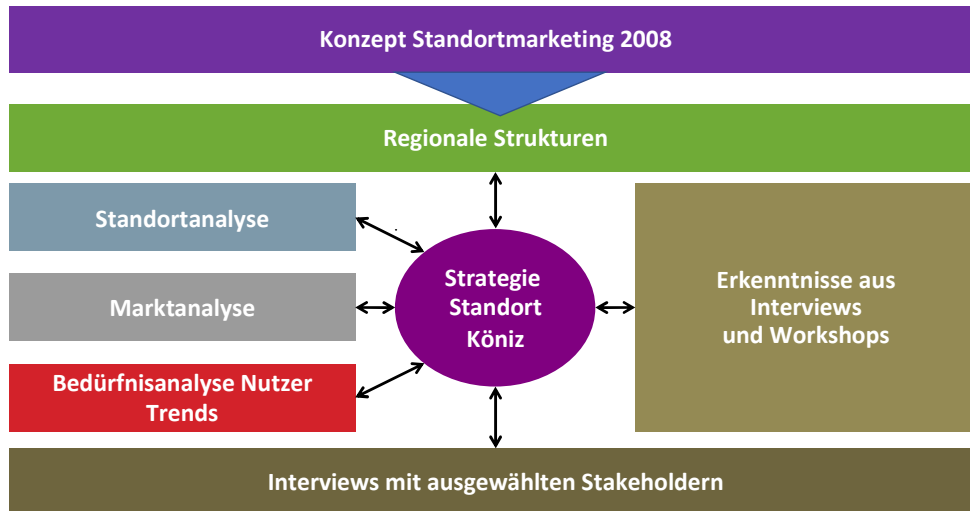 Konzept Standortmarketing 2008
Regionale Strukturen
Standortanalyse
Marktanalyse
Bedürfnisanalyse Nutzer
Trends
Strategie
Standort
Köniz
Erkenntnisse aus
Interviews
und Workshops
Interviews mit ausgewählten Stakeholdern